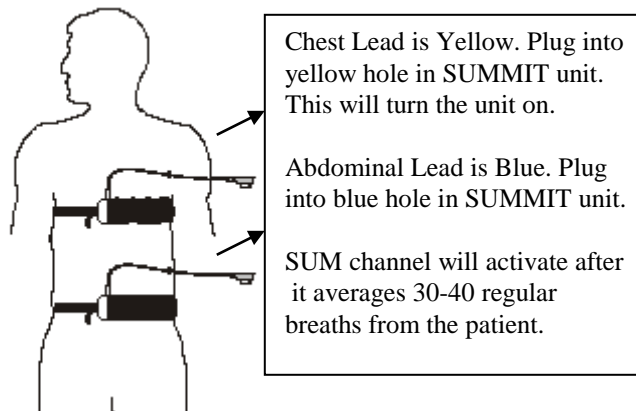 Chest Lead is Yellow. Plug into
yellow hole in SUMMIT unit.
This will turn the unit on.
Abdominal Lead is Blue. Plug
into blue hole in SUMMIT unit.
SUM channel will activate after
it averages 30-40 regular
breaths from the patient.